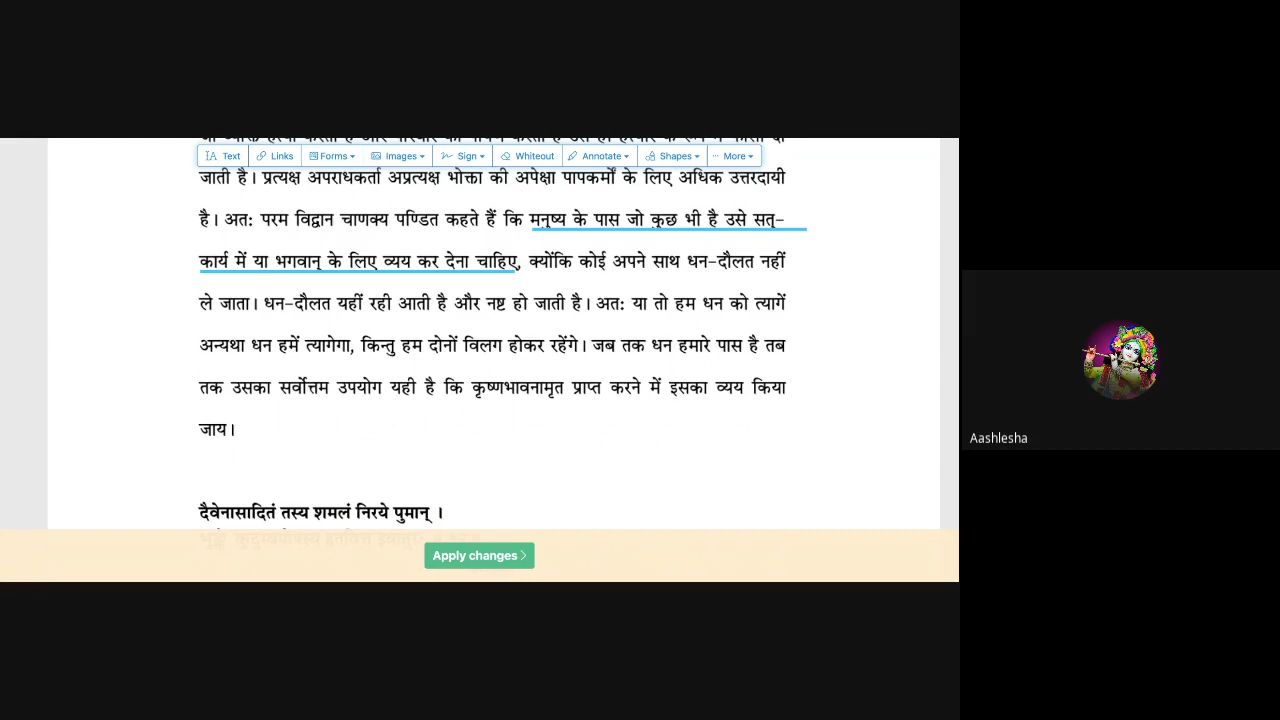 Text Links Forms Images Sign Whiteout Annotate Shapes More
जाती है। प्रत्यक्ष अपराधकर्ता अप्रत्यक्ष भोक्ता की अपेक्षा पापकर्मों के लिए अधिक उत्तरदायी
है। अत: परम विद्वान चाणक्य पण्डित कहते हैं कि मनुष्य के पास जो कुछ भी है उसे सत्-
कार्य में या भगवान् के लिए व्यय कर देना चाहिए, क्योंकि कोई अपने साथ धन-दौलत नहीं
ले जाता। धन-दौलत यहीं रही आती है और नष्ट हो जाती है। अत: या तो हम धन को त्यागें
अन्यथा धन हमें त्यागेगा, किन्तु हम दोनों विलग होकर रहेंगे। जब तक धन हमारे पास है तब
तक उसका सर्वोत्तम उपयोग यही है कि कृष्णभावनामृत प्राप्त करने में इसका व्यय किया
जाय।
दैवेनासादितं तस्य शमलं निरये पुमान् ।
Apply changes
Aashlesha